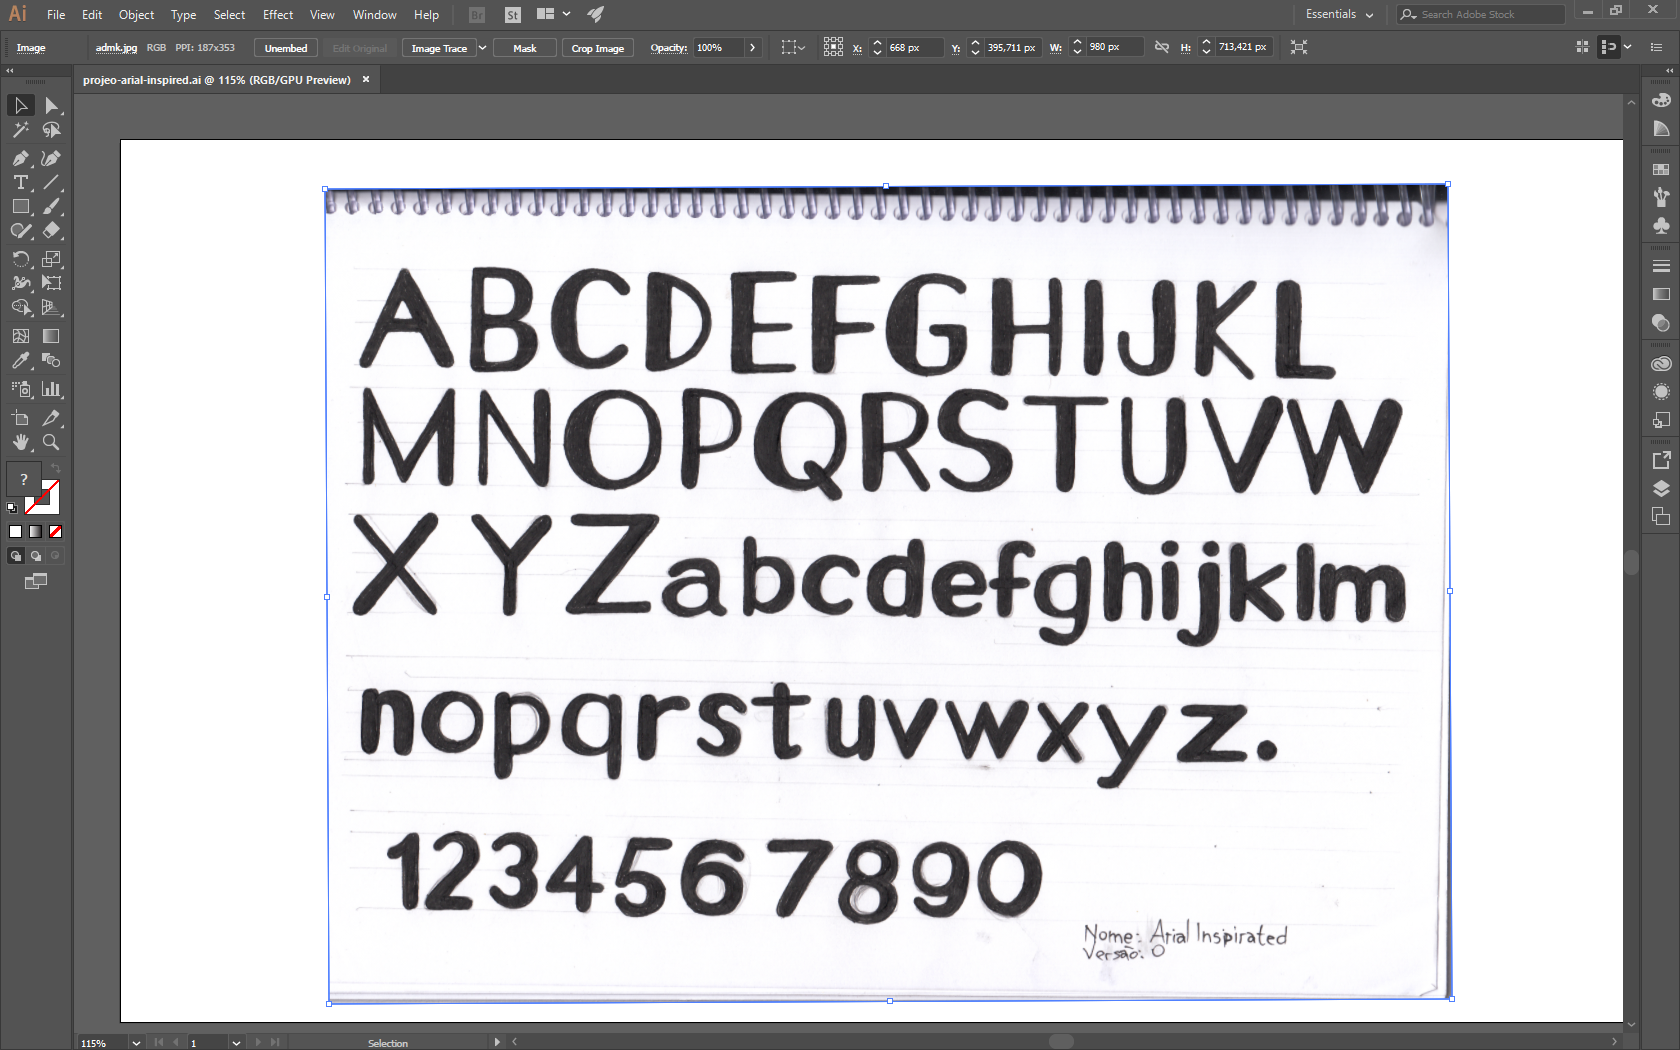 Ai File Edit Object Type Select Effect View Window Help Br St Essentials Search Adobe Stock
Image admk.jpg RGB PPI: 187x353 Unembed Edit Original Image Trace Mask Crop Image Opacity: 100% X: 668 px Y: 395,711 px W: 980 px H: 713,421 px
projeo-arial-inspired.ai @ 115% (RGB/GPU Preview)
ABCDEFGHIJKL
MNOPQRSTUVW
XYZabcdefghijklm
nopqrstuvwxyz.
1234567890
Nome: Arial Inspirated
Versão: 0
?
115% 1 Selection